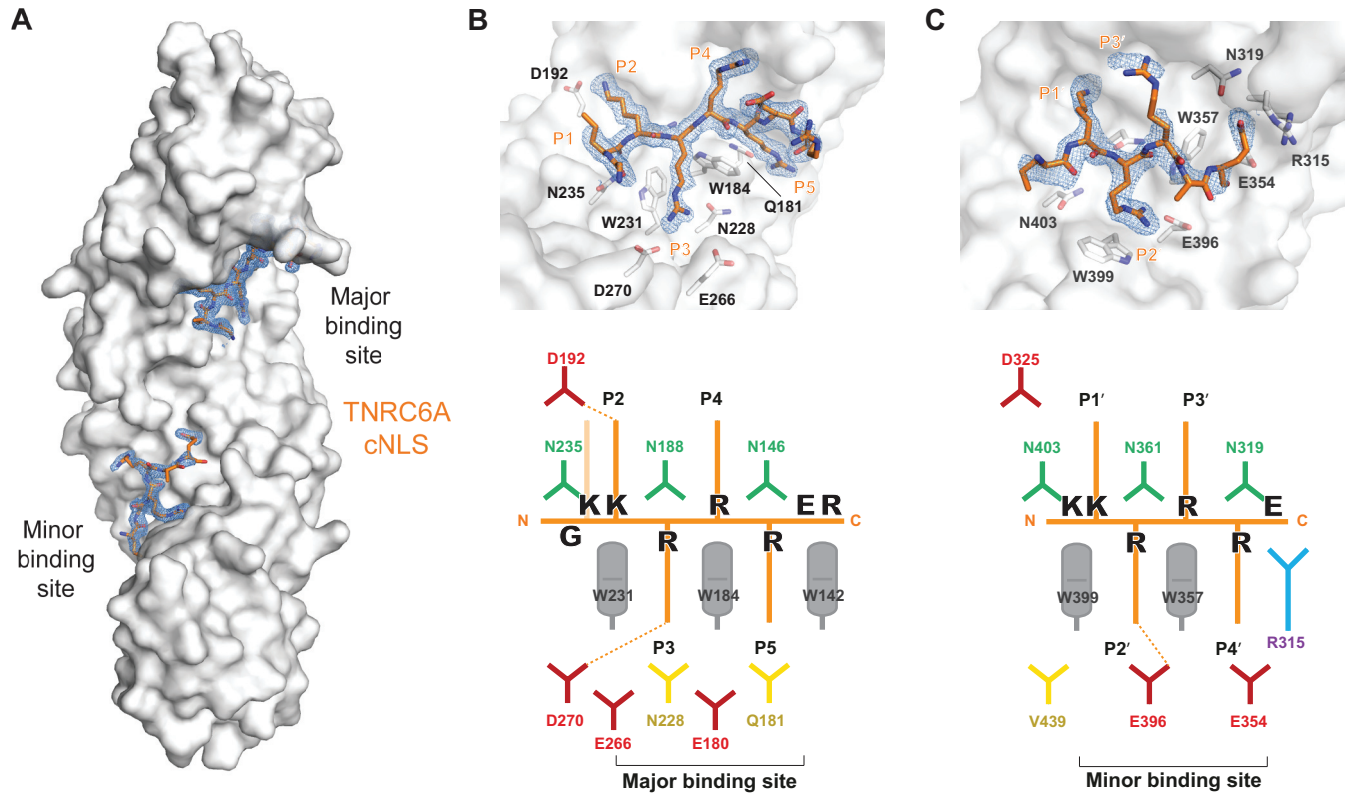 A
Major
binding
site
TNRC6A
cNLS
Minor
binding
site
B
D192
P2
P4
P1
N235
W231
P3
W184
N228
Q181
P5
D270
E266
D192
P2
P4
N235
N188
N146
K K R E R
N
C
G R R
W231
W184
W142
P3
P5
D270
E266
N228
E180
Q181
Major binding site
C
P3′
N319
P1
W357
R315
E354
N403
E396
P2
W399
D325
P1′
P3′
N403
N361
N319
K K R E
N
C
R R
W399
W357
R315
P2′
P4′
V439
E396
E354
Minor binding site